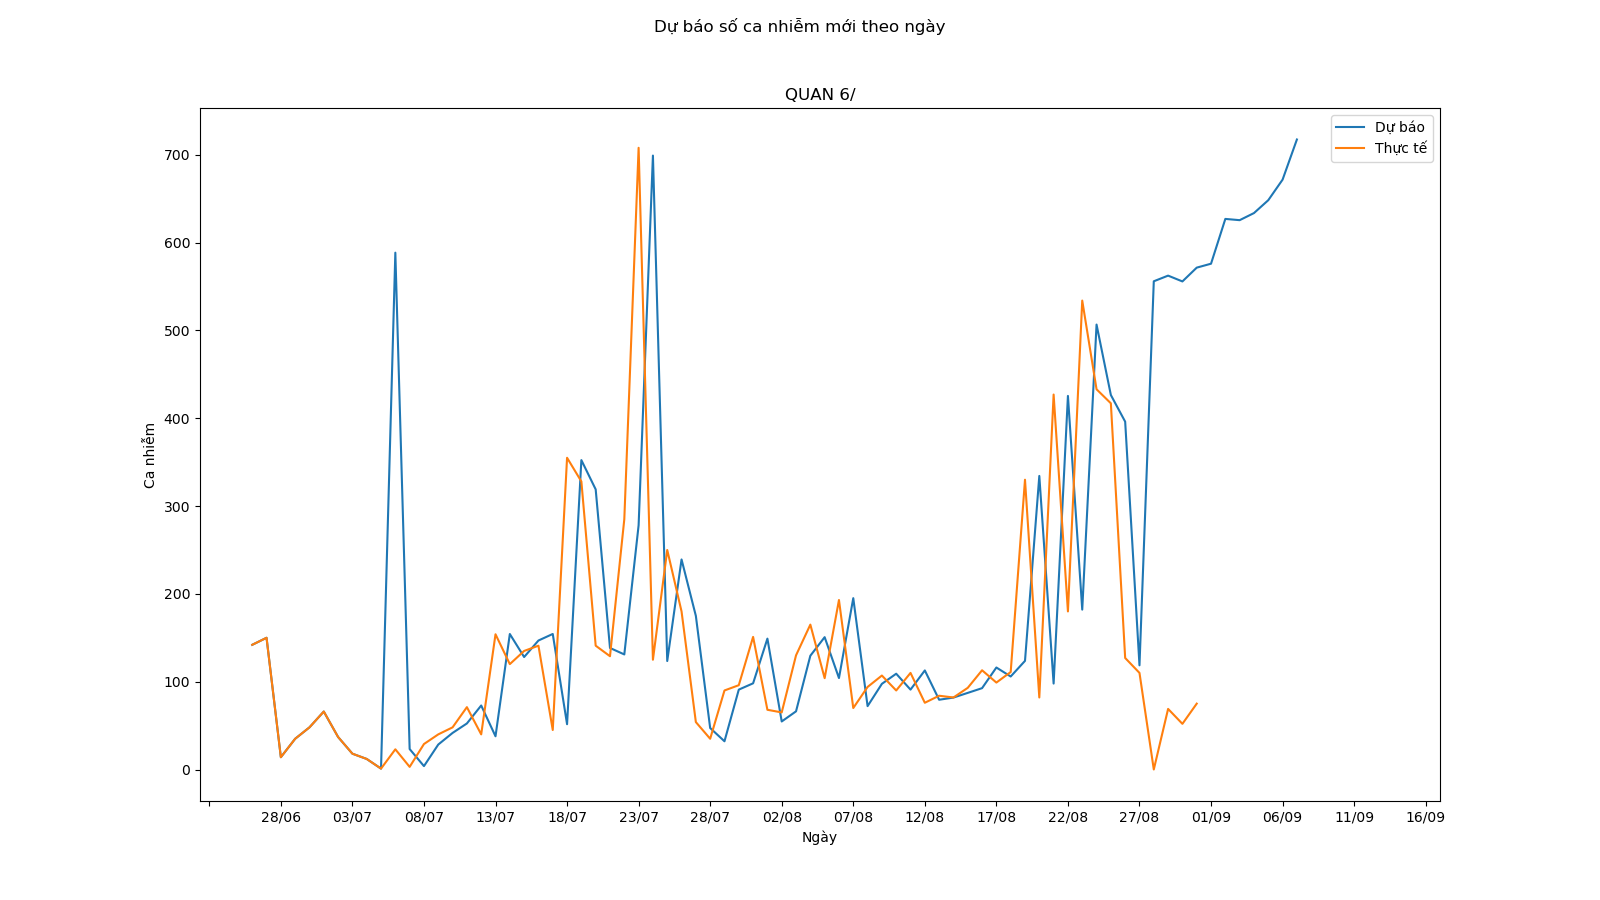 Dự báo số ca nhiễm mới theo ngày
QUAN 6/
Dự báo
Thực tế
700
600
500
400
300
200
100
0
Ca nhiễm
28/06 03/07 08/07 13/07 18/07 23/07 28/07 02/08 07/08 12/08 17/08 22/08 27/08 01/09 06/09 11/09 16/09
Ngày